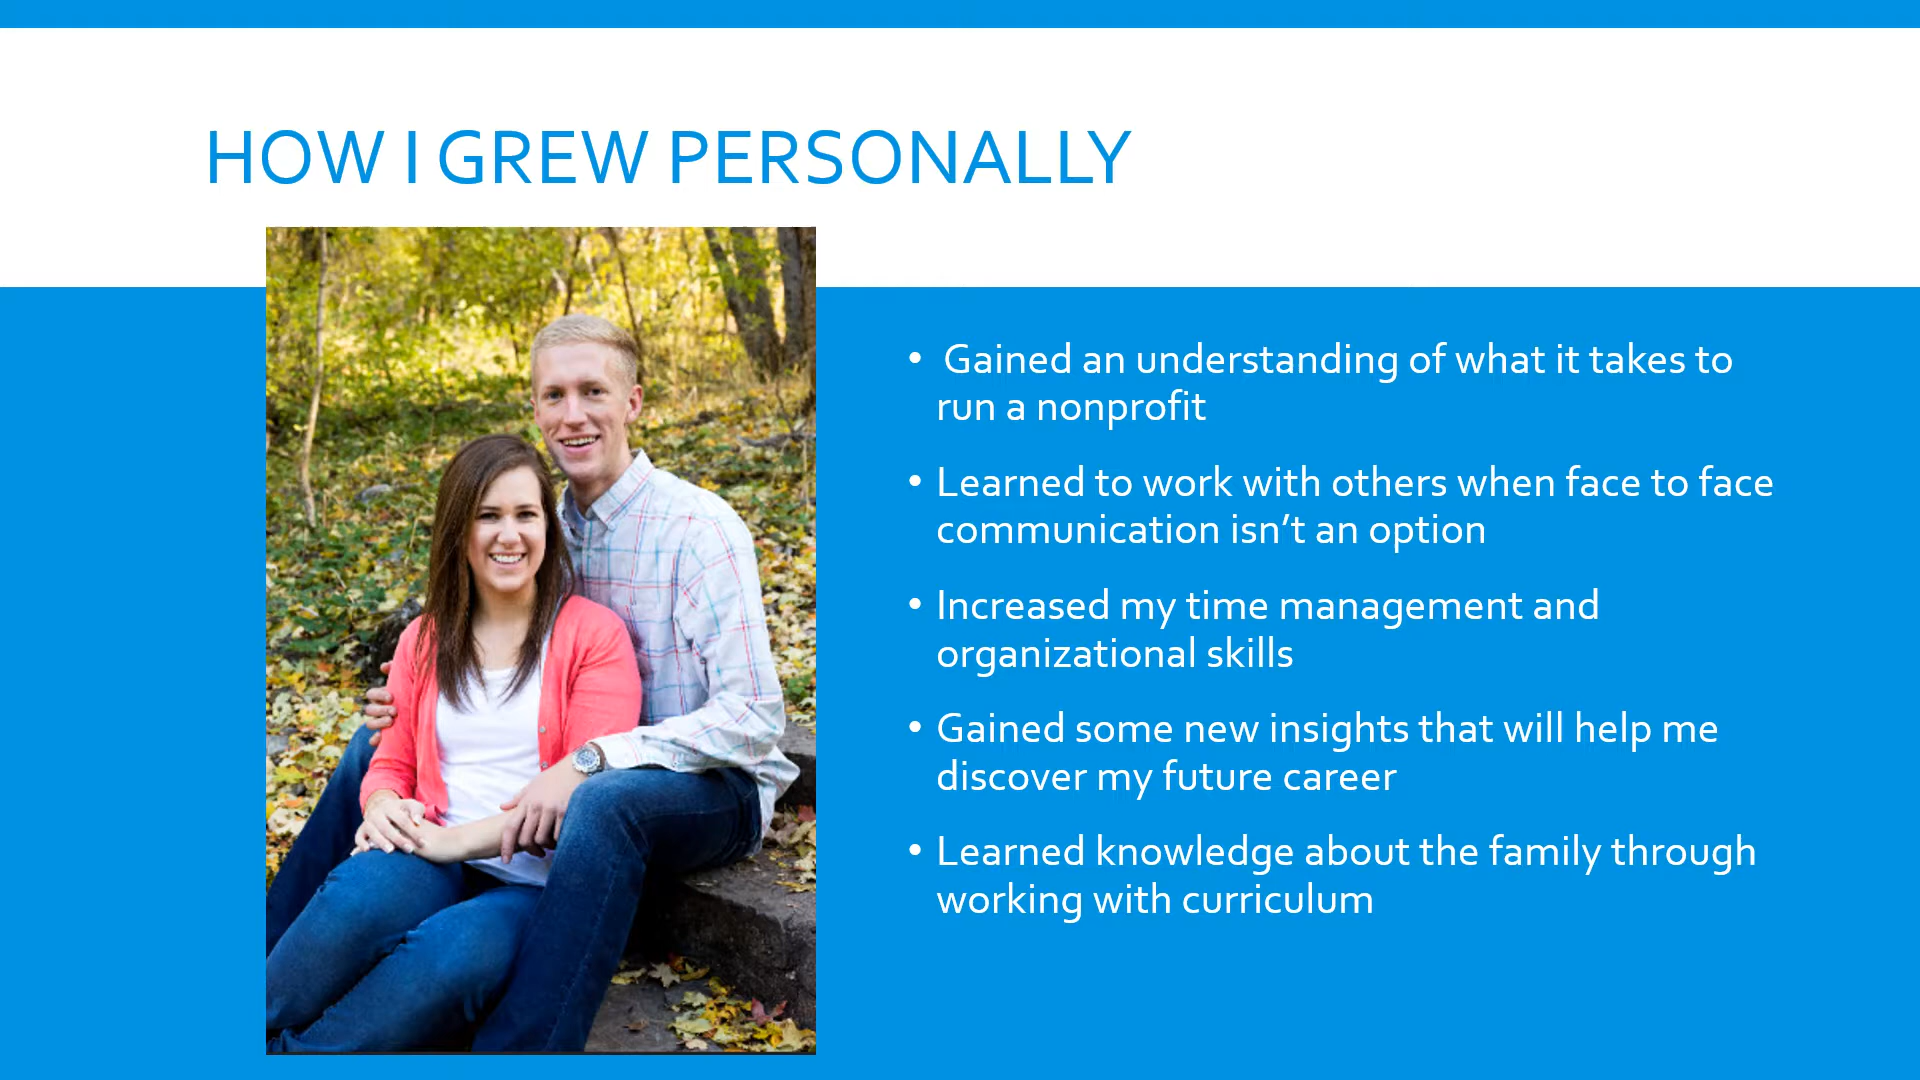 HOW I GREW PERSONALLY
• Gained an understanding of what it takes to
run a nonprofit
• Learned to work with others when face to face
communication isn’t an option
• Increased my time management and
organizational skills
• Gained some new insights that will help me
discover my future career
• Learned knowledge about the family through
working with curriculum